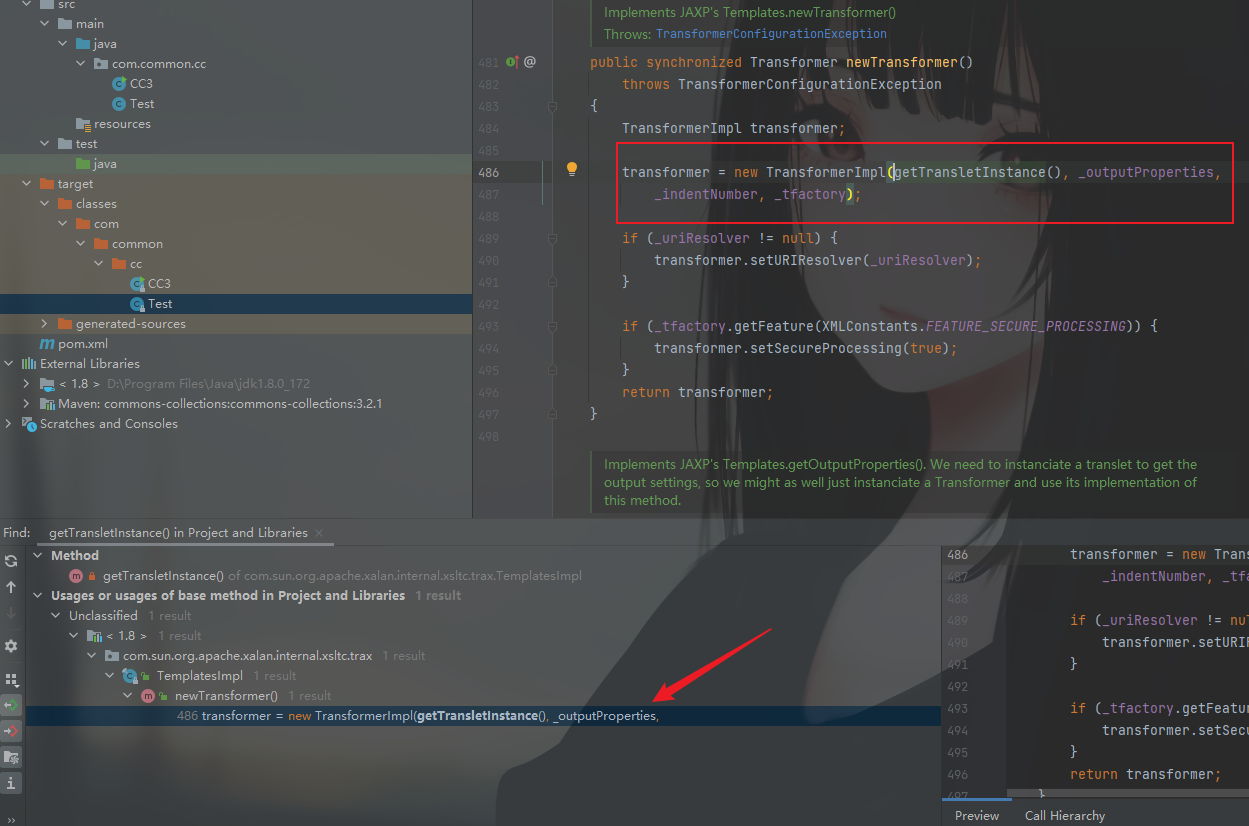 src
main
java
com.common.cc
CC3
Test
resources
test
java
target
classes
com
common
cc
CC3
Test
generated-sources
pom.xml
External Libraries
< 1.8 > D:\Program Files\Java\jdk1.8.0_172
Maven: commons-collections:commons-collections:3.2.1
Scratches and Consoles
Implements JAXP's Templates.newTransformer()
Throws: TransformerConfigurationException
481 @ public synchronized Transformer newTransformer()
482 throws TransformerConfigurationException
483 {
484 TransformerImpl transformer;
485
486 transformer = new TransformerImpl(getTransletInstance(), _outputProperties,
487 _indentNumber, _tfactory);
488
489 if (_uriResolver != null) {
490 transformer.setURIResolver(_uriResolver);
491 }
492
493 if (_tfactory.getFeature(XMLConstants.FEATURE_SECURE_PROCESSING)) {
494 transformer.setSecureProcessing(true);
495 }
496 return transformer;
497 }
498
Implements JAXP's Templates.getOutputProperties(). We need to instanciate a translet to get the
output settings, so we might as well just instanciate a Transformer and use its implementation of
this method.
Find: getTransletInstance() in Project and Libraries ×
Method
getTransletInstance() of com.sun.org.apache.xalan.internal.xsltc.trax.TemplatesImpl
Usages or usages of base method in Project and Libraries 1 result
Unclassified 1 result
< 1.8 > 1 result
com.sun.org.apache.xalan.internal.xsltc.trax 1 result
TemplatesImpl 1 result
newTransformer() 1 result
486 transformer = new TransformerImpl(getTransletInstance(), _outputProperties,
486 transformer = new Trans
487 _indentNumber, _tfa
488
489 if (_uriResolver != nul
490 transformer.setURIR
491 }
492
493 if (_tfactory.getFeatur
494 transformer.setSecu
495 }
496 return transformer;
497 }
Preview Call Hierarchy